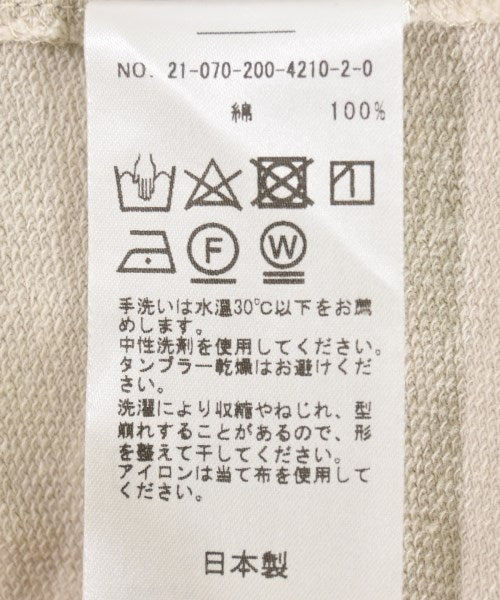 NO. 21-070-200-4210-2-0
綿 100%
F W
手洗いは水温30℃以下をお薦
めします。
中性洗剤を使用してください。
タンブラー乾燥はお避けくだ
さい。
洗濯により収縮やねじれ、型
崩れすることがあるので、形
を整えて干してください。
アイロンは当て布を使用して
ください。
日本製